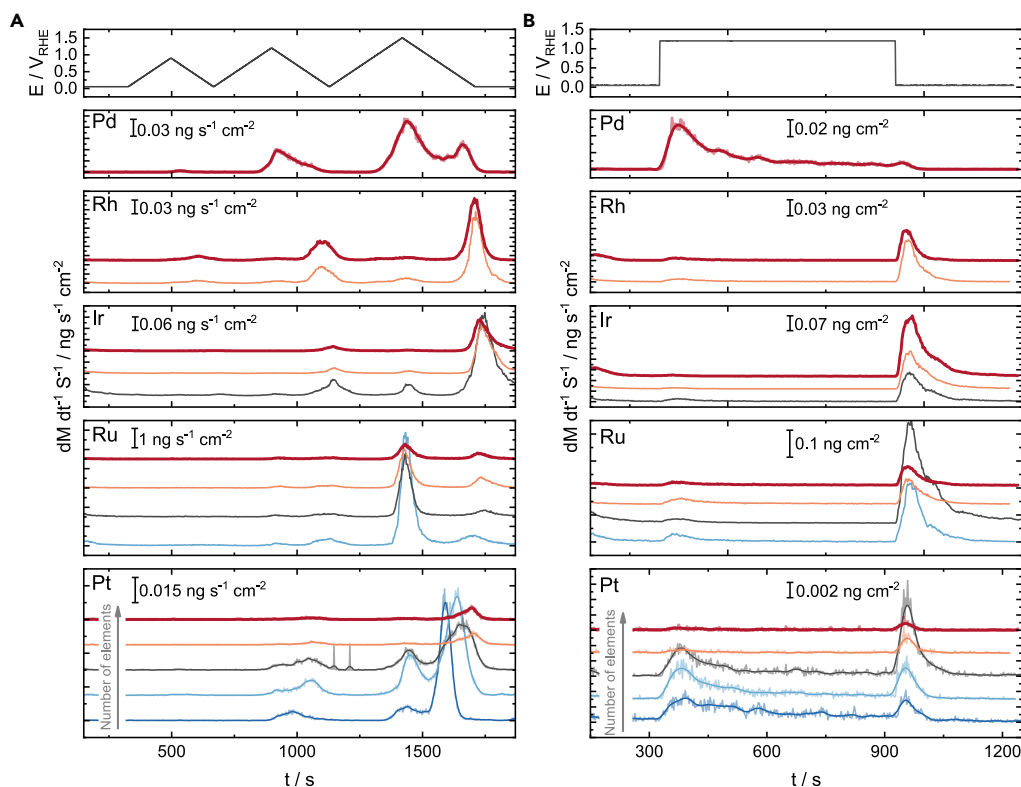 A
B
E / V_RHE
1.5
1.0
0.5
0.0
E / V_RHE
1.5
1.0
0.5
0.0
Pd
0.03 ng s⁻¹ cm⁻²
Pd
0.02 ng cm⁻²
Rh
0.03 ng s⁻¹ cm⁻²
Rh
0.03 ng cm⁻²
dM dt⁻¹ S⁻¹ / ng s⁻¹ cm⁻²
Ir
0.06 ng s⁻¹ cm⁻²
dM dt⁻¹ S⁻¹ / ng s⁻¹ cm⁻²
Ir
0.07 ng cm⁻²
Ru
1 ng s⁻¹ cm⁻²
Ru
0.1 ng cm⁻²
Pt
0.015 ng s⁻¹ cm⁻²
Number of elements
Pt
0.002 ng cm⁻²
Number of elements
500
1000
1500
300
600
900
1200
t / s
t / s